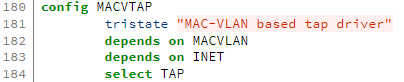 180 config MACVTAP
181 tristate "MAC-VLAN based tap driver"
182 depends on MACVLAN
183 depends on INET
184 select TAP